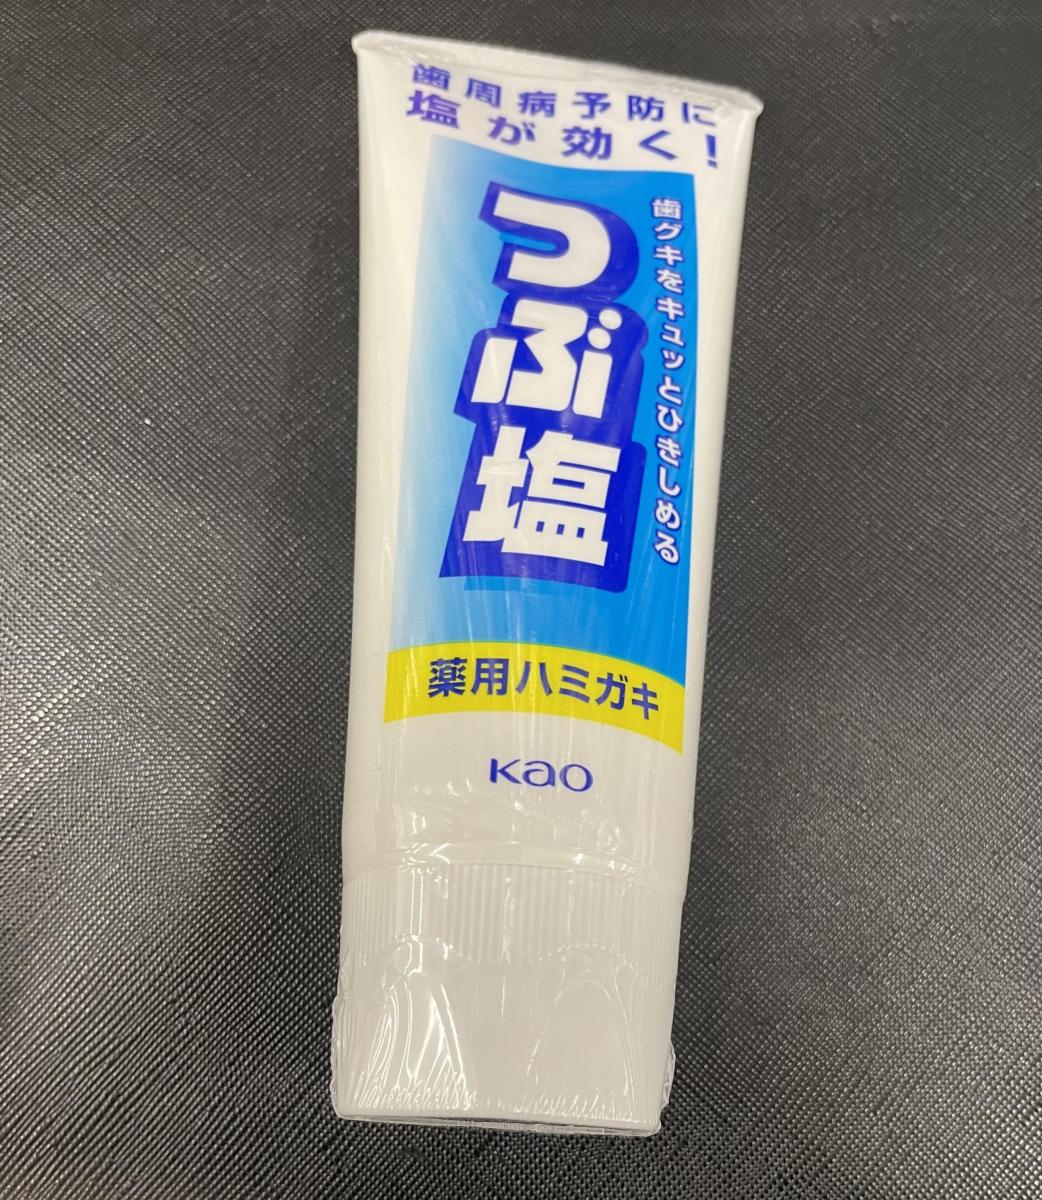 歯周病予防に
塩が効く!
つぶ塩
歯グキをキュッとひきしめる
薬用ハミガキ
Kao